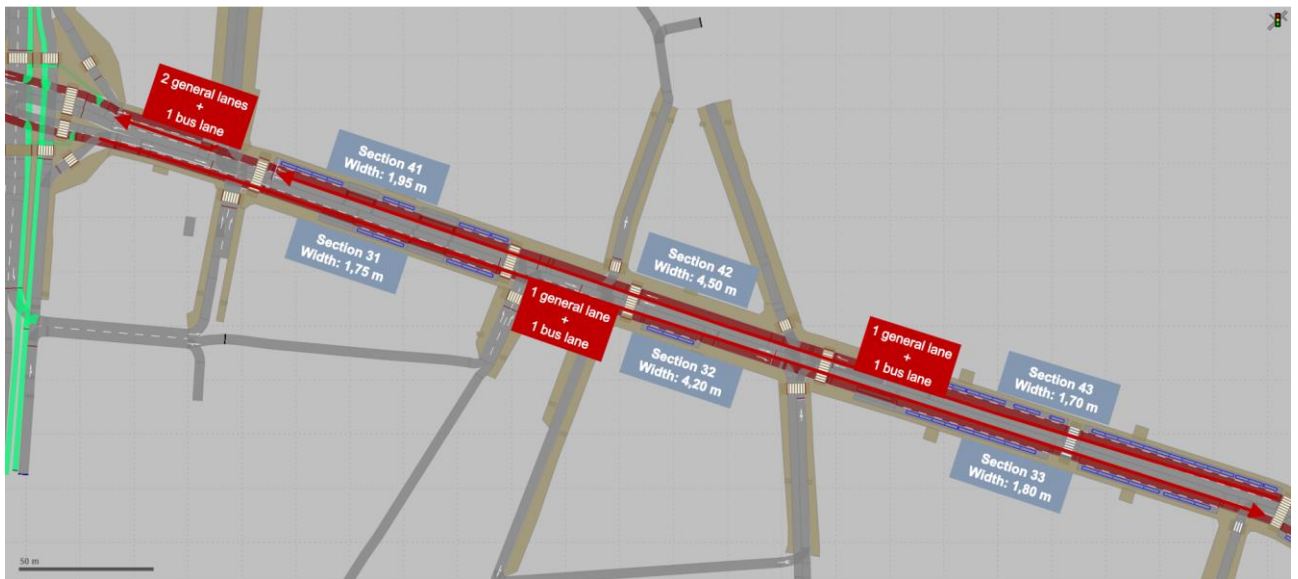 2 general lanes
+
1 bus lane
Section 41
Width: 1,95 m
Section 31
Width: 1,75 m
Section 42
Width: 4,50 m
1 general lane
+
1 bus lane
Section 32
Width: 4,20 m
1 general lane
+
1 bus lane
Section 43
Width: 1,70 m
Section 33
Width: 1,80 m
50 m